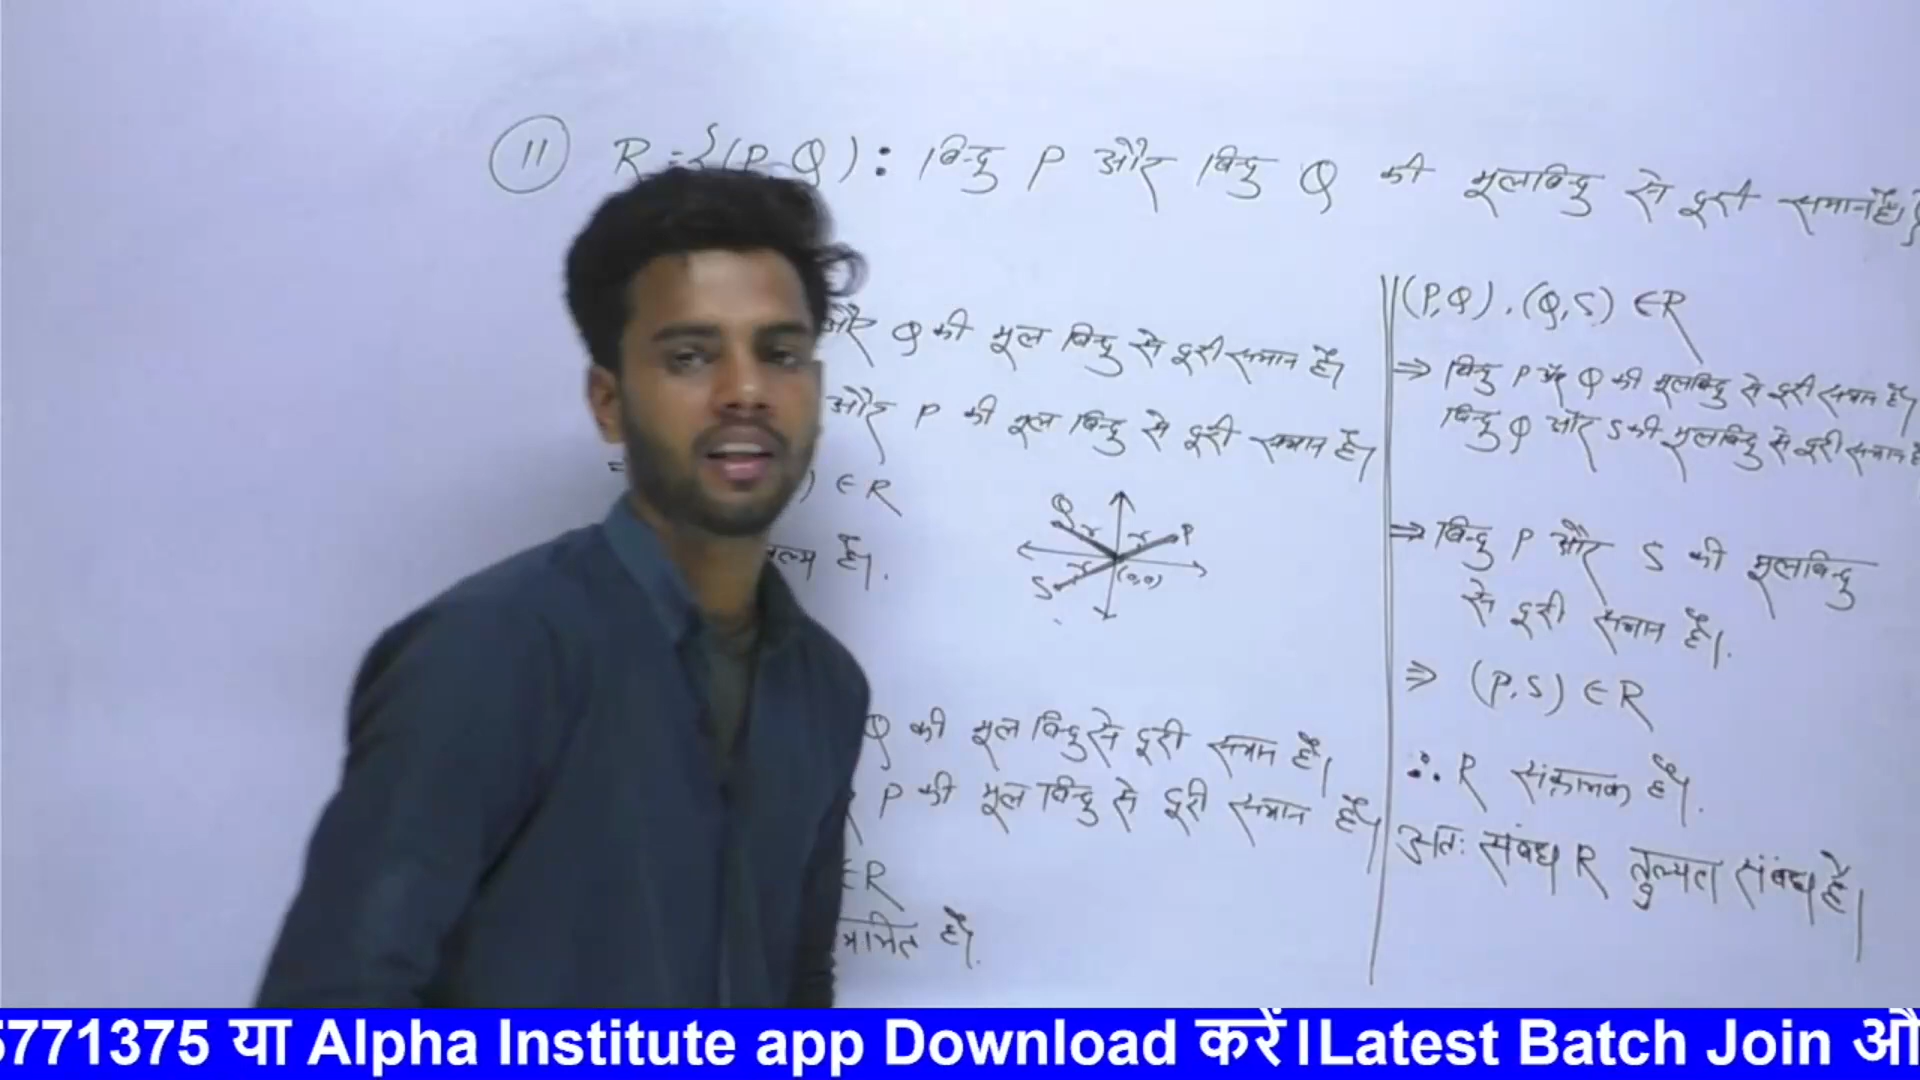 11 R = {(P, Q) : बिन्दु P और बिन्दु Q की मूलबिन्दु से दूरी समान है।}
और Q की मूल बिन्दु से दूरी समान है।
और P की मूल बिन्दु से दूरी समान है।
) ∈ R
है।
Q
P
r
r
r
S
(0,0)
Q की मूल बिन्दु से दूरी समान है।
P की मूल बिन्दु से दूरी समान है।
∈R
है।
(P,Q), (Q,S) ∈R
⇒ बिन्दु P और Q की मूलबिन्दु से दूरी समान है।
बिन्दु Q और S की मूलबिन्दु से दूरी समान है
⇒ बिन्दु P और S की मूलबिन्दु
से दूरी समान है।
⇒ (P,S) ∈ R
∴ R संक्रामक है।
अतः संबंध R तुल्यता संबंध है।
5771375 या Alpha Institute app Download करें।Latest Batch Join औ